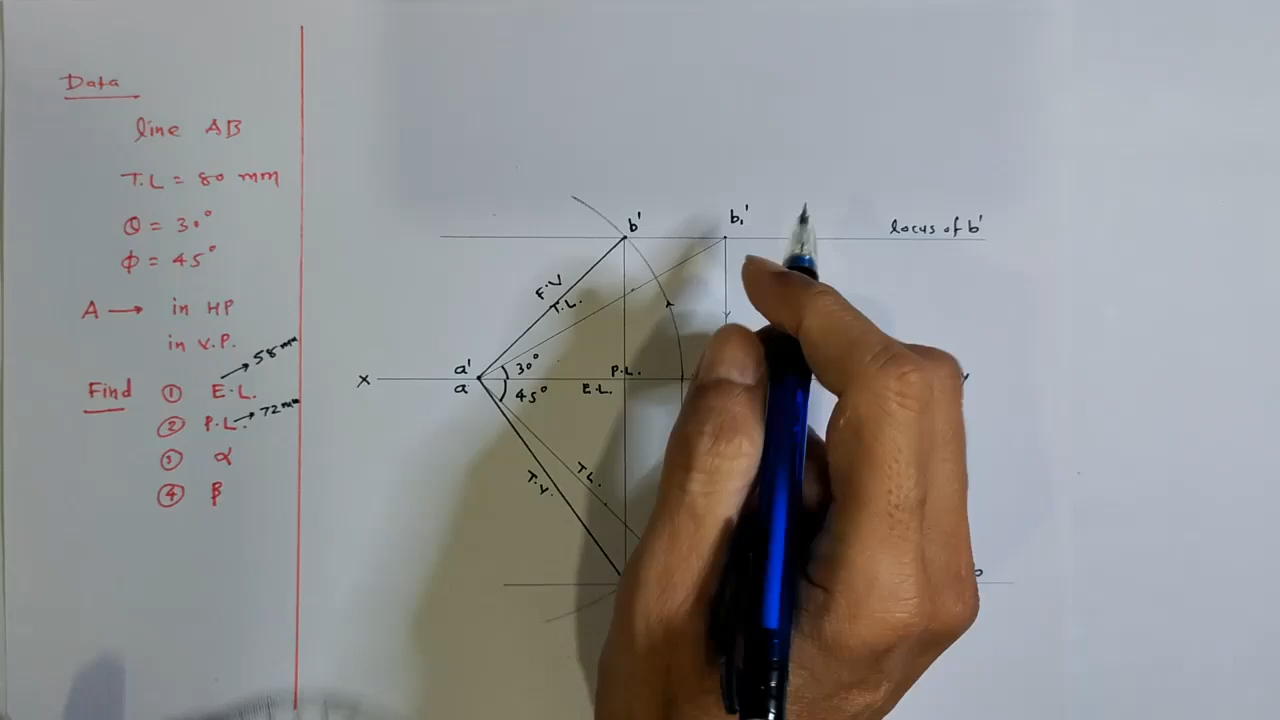 Data
line AB
T.L = 80 mm
θ = 30°
ϕ = 45°
A → in HP
in V.P.
Find ① E.L. → 58 mm
② P.L. → 72 mm
③ α
④ β
b'
b₁'
locus of b'
F.V
T.L.
a'
30°
P.L.
X
a
45°
E.L.
T.L.
T.V.